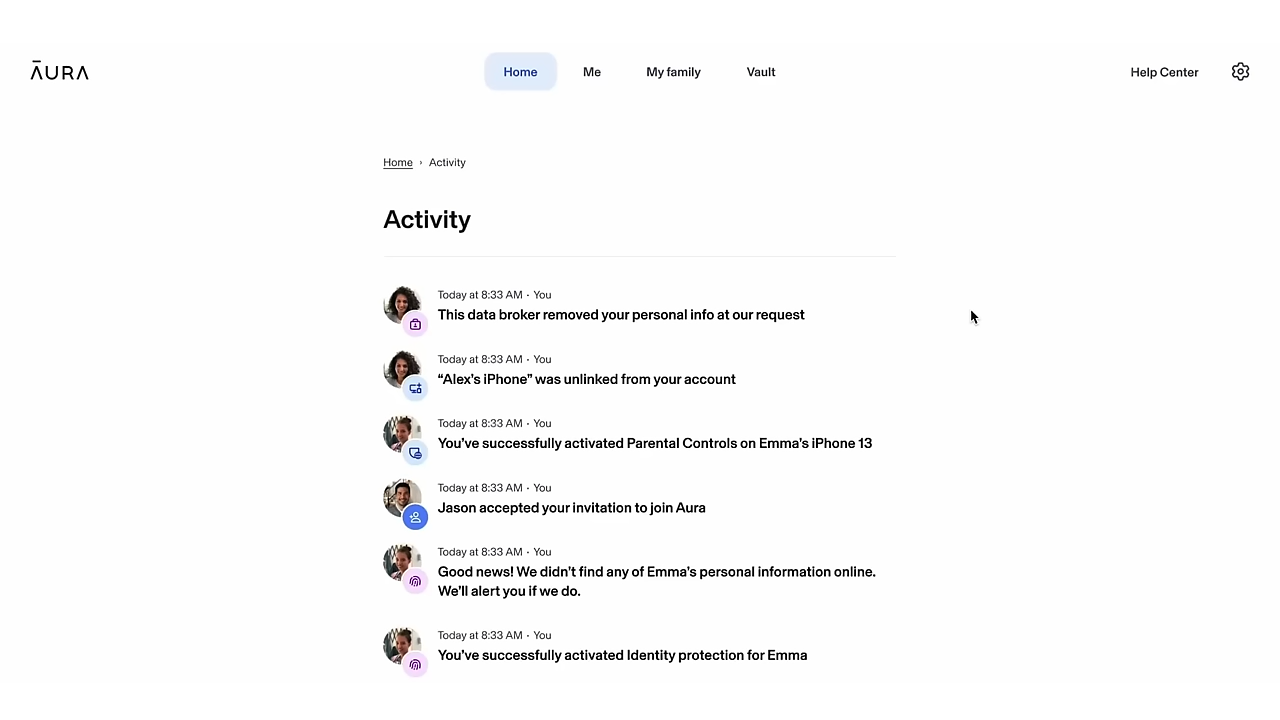 ĀURA
Home
Me
My family
Vault
Help Center
Home › Activity
Activity
Today at 8:33 AM · You
This data broker removed your personal info at our request
Today at 8:33 AM · You
“Alex’s iPhone” was unlinked from your account
Today at 8:33 AM · You
You’ve successfully activated Parental Controls on Emma’s iPhone 13
Today at 8:33 AM · You
Jason accepted your invitation to join Aura
Today at 8:33 AM · You
Good news! We didn’t find any of Emma’s personal information online.
We’ll alert you if we do.
Today at 8:33 AM · You
You’ve successfully activated Identity protection for Emma